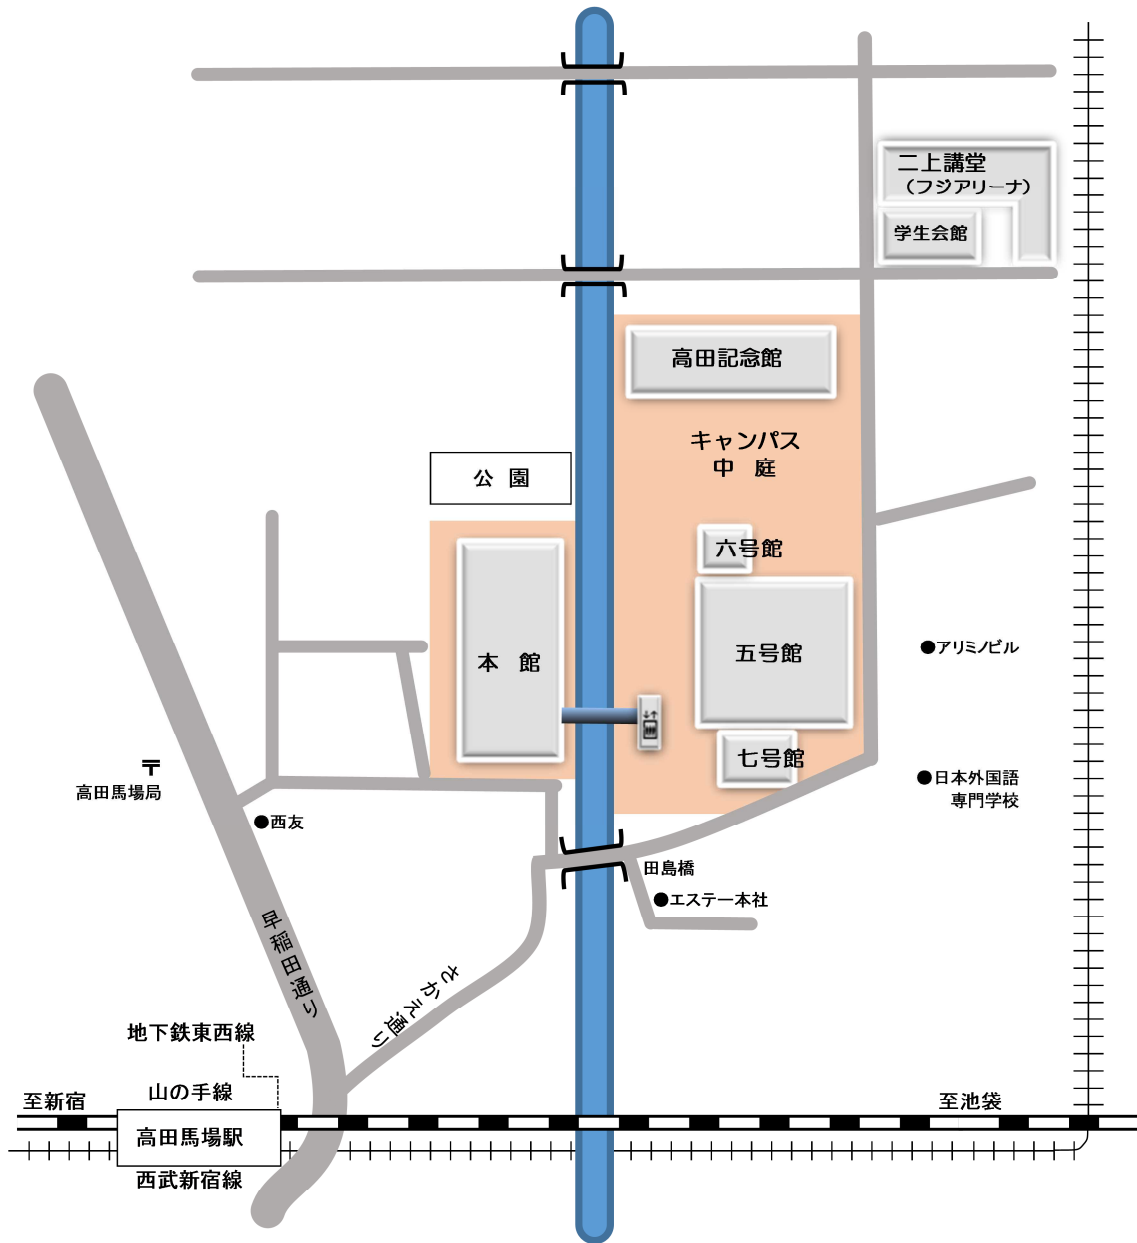 二上講堂
（フジアリーナ）
学生会館
高田記念館
キャンパス
中 庭
公 園
六号館
五号館
本 館
アリミノビル
七号館
〒
高田馬場局
日本外国語
専門学校
西友
田島橋
エステー本社
早稲田通り
さかえ通り
地下鉄東西線
山の手線
至新宿
至池袋
高田馬場駅
西武新宿線